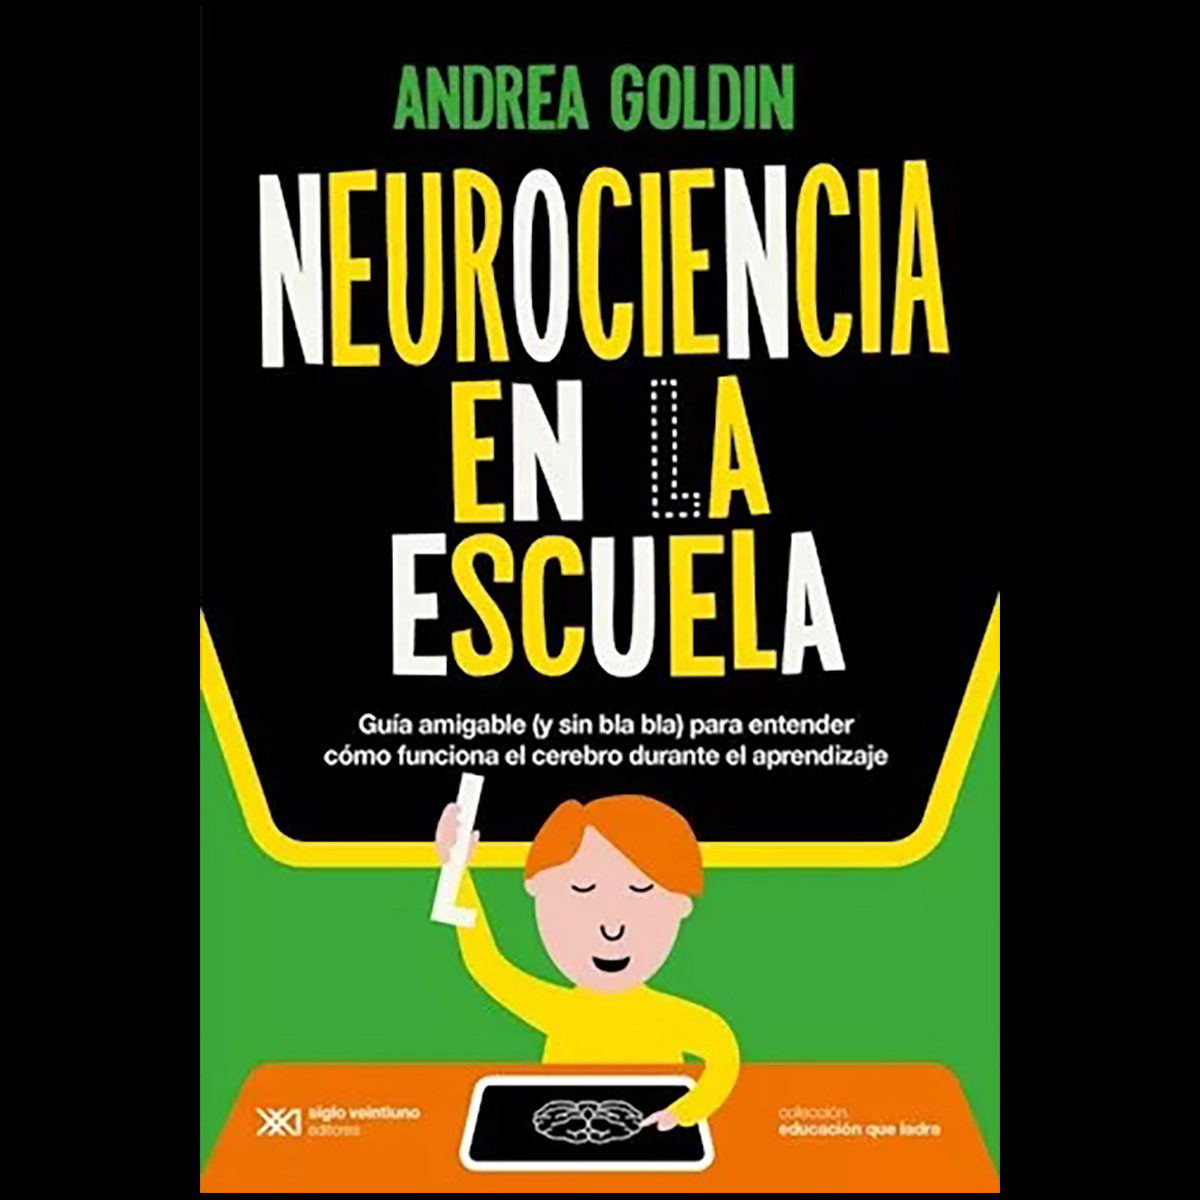 ANDREA GOLDIN
NEUROCIENCIA
EN LA
ESCUELA
Guía amigable (y sin bla bla) para entender
cómo funciona el cerebro durante el aprendizaje
siglo veintiuno
editores
colección
educación que ladra